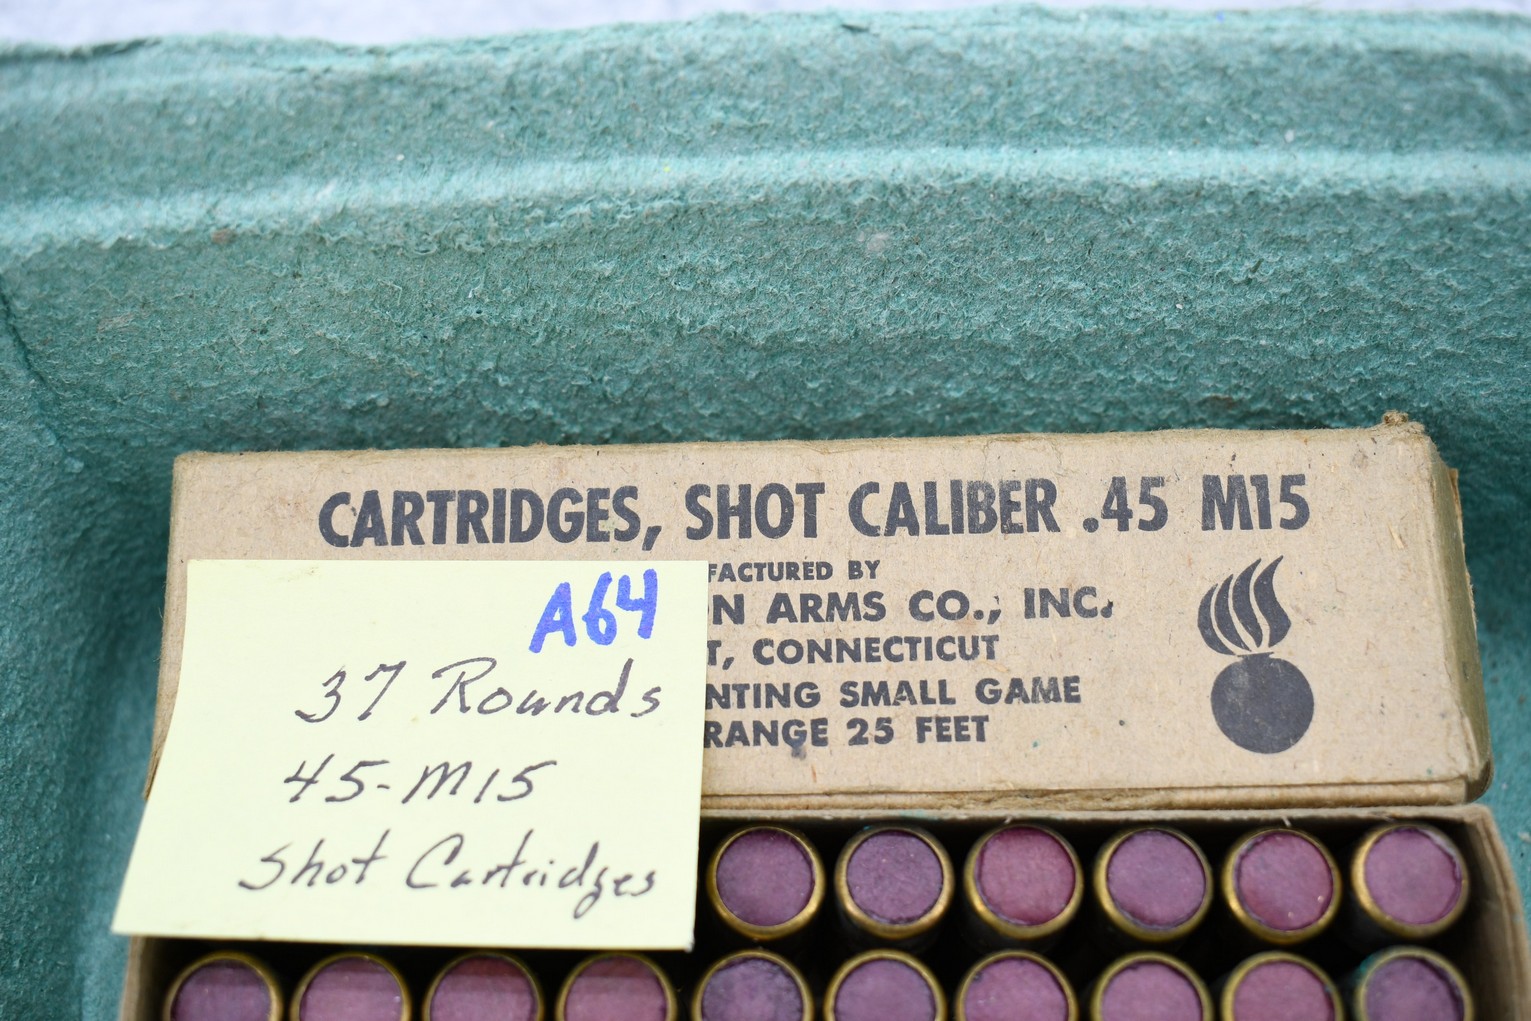 CARTRIDGES, SHOT CALIBER .45 M15
FACTURED BY
N ARMS CO., INC.
T, CONNECTICUT
NTING SMALL GAME
RANGE 25 FEET
A64
37 Rounds
45-M15
Shot Cartridges